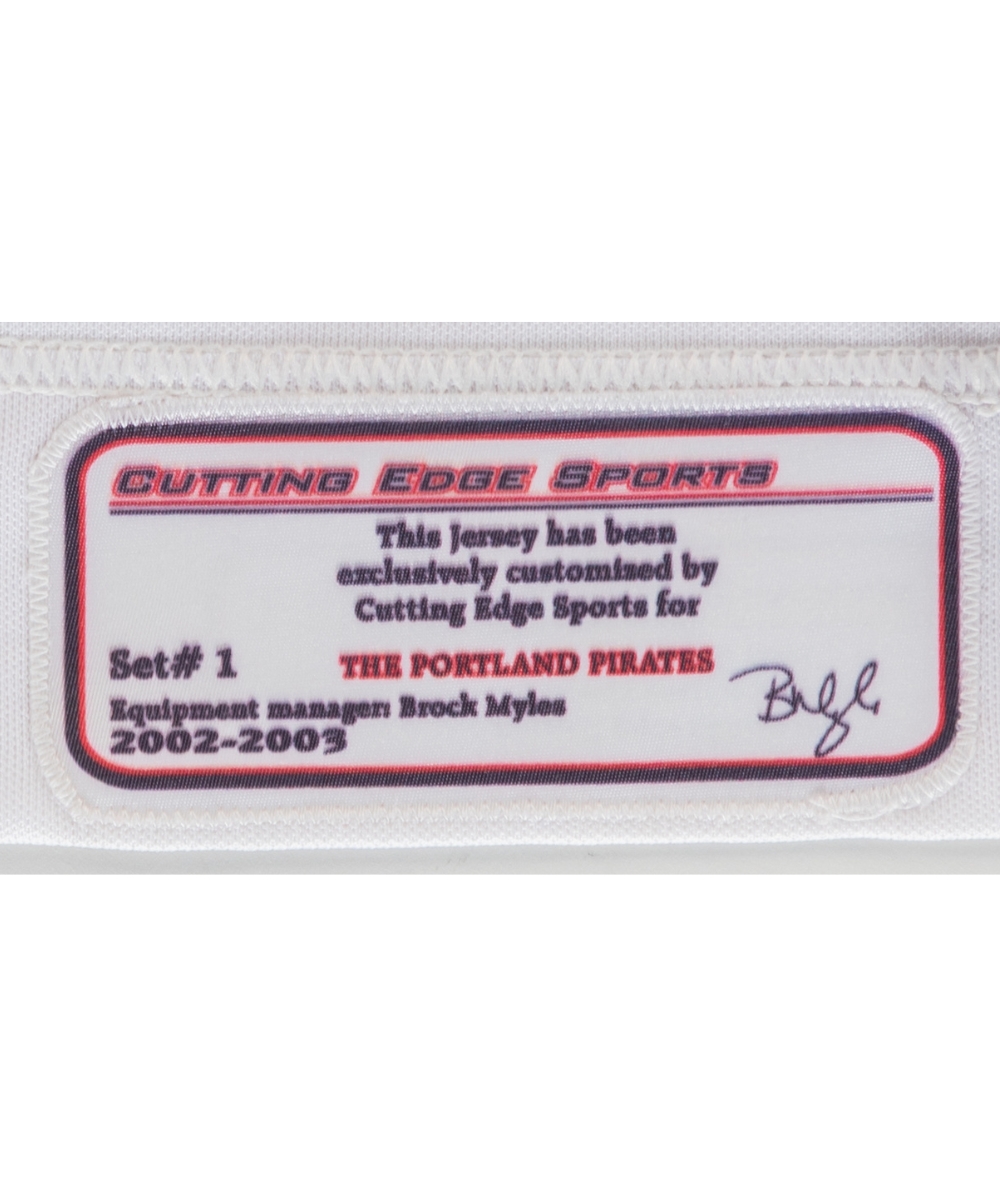 CUTTING EDGE SPORTS
This Jersey has been
exclusively customised by
Cutting Edge Sports for
Set# 1 THE PORTLAND PIRATES
Equipment manager: Brock Myles
2002-2003